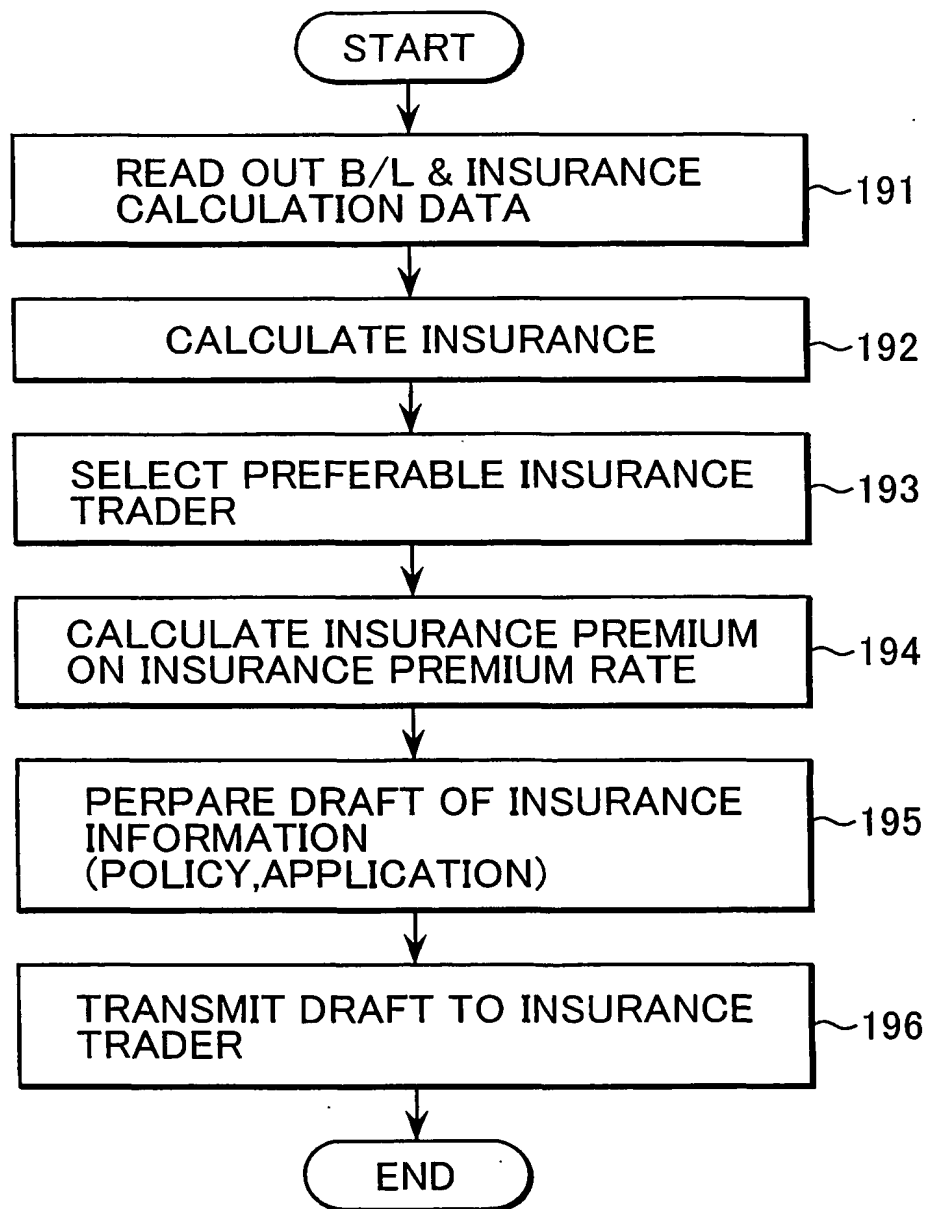 START
READ OUT B/L & INSURANCE
CALCULATION DATA
191
CALCULATE INSURANCE
192
SELECT PREFERABLE INSURANCE
TRADER
193
CALCULATE INSURANCE PREMIUM
ON INSURANCE PREMIUM RATE
194
PERPARE DRAFT OF INSURANCE
INFORMATION
(POLICY,APPLICATION)
195
TRANSMIT DRAFT TO INSURANCE
TRADER
196
END